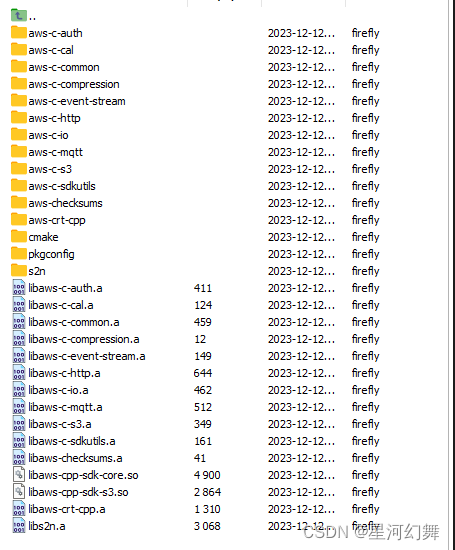 ..
aws-c-auth 2023-12-12... firefly
aws-c-cal 2023-12-12... firefly
aws-c-common 2023-12-12... firefly
aws-c-compression 2023-12-12... firefly
aws-c-event-stream 2023-12-12... firefly
aws-c-http 2023-12-12... firefly
aws-c-io 2023-12-12... firefly
aws-c-mqtt 2023-12-12... firefly
aws-c-s3 2023-12-12... firefly
aws-c-sdkutils 2023-12-12... firefly
aws-checksums 2023-12-12... firefly
aws-crt-cpp 2023-12-12... firefly
cmake 2023-12-12... firefly
pkgconfig 2023-12-12... firefly
s2n 2023-12-12... firefly
libaws-c-auth.a 411 2023-12-12... firefly
libaws-c-cal.a 124 2023-12-12... firefly
libaws-c-common.a 459 2023-12-12... firefly
libaws-c-compression.a 12 2023-12-12... firefly
libaws-c-event-stream.a 149 2023-12-12... firefly
libaws-c-http.a 644 2023-12-12... firefly
libaws-c-io.a 462 2023-12-12... firefly
libaws-c-mqtt.a 512 2023-12-12... firefly
libaws-c-s3.a 349 2023-12-12... firefly
libaws-c-sdkutils.a 161 2023-12-12... firefly
libaws-checksums.a 41 2023-12-12... firefly
libaws-cpp-sdk-core.so 4 900 2023-12-12... firefly
libaws-cpp-sdk-s3.so 2 864 2023-12-12... firefly
libaws-crt-cpp.a 1 310 2023-12-12... firefly
libs2n.a 3 068 2023-12-12... firefly
CSDN @星河幻舞